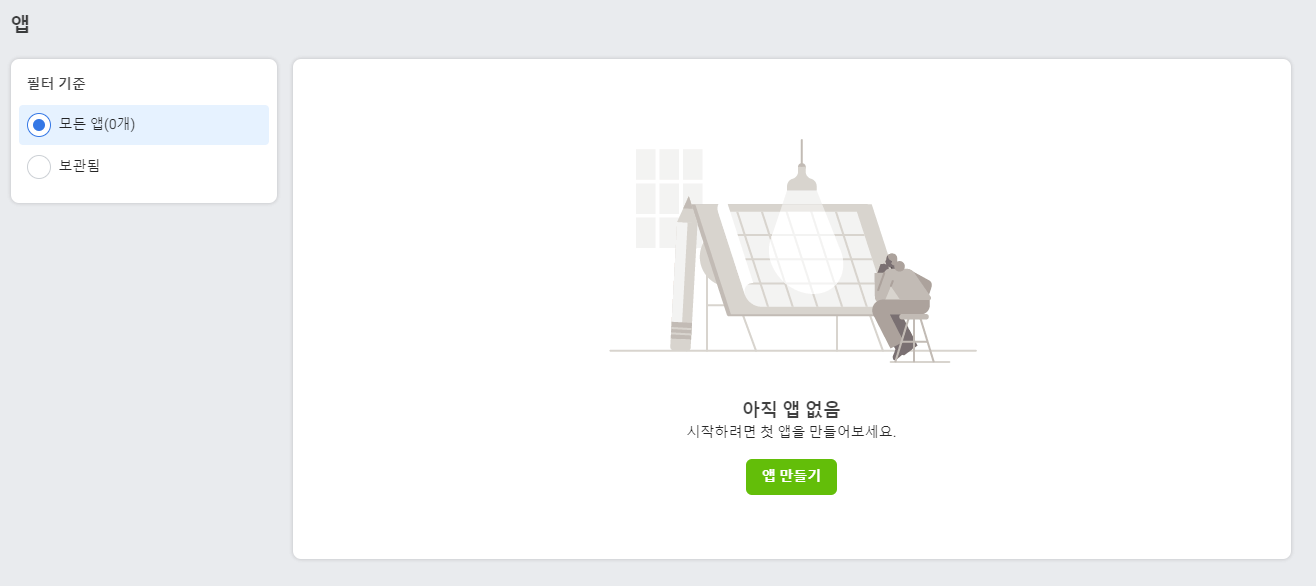 앱
필터 기준
모든 앱(0개)
보관됨
아직 앱 없음
시작하려면 첫 앱을 만들어보세요.
앱 만들기